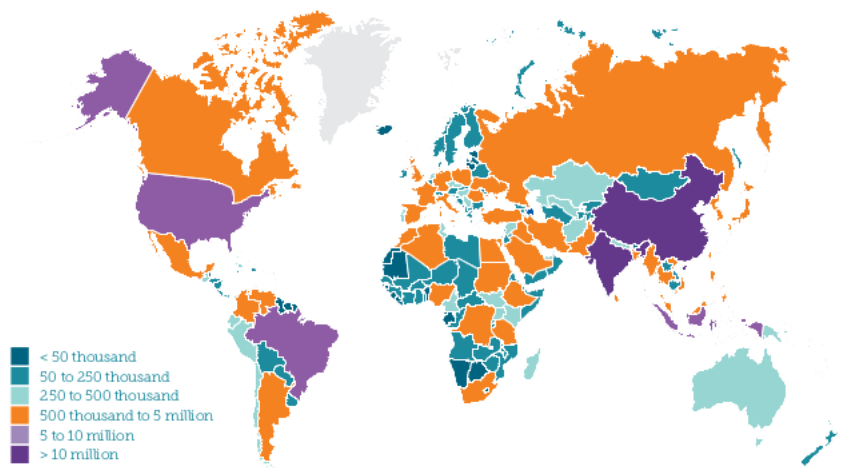 < 50 thousand
50 to 250 thousand
250 to 500 thousand
500 thousand to 5 million
5 to 10 million
> 10 million